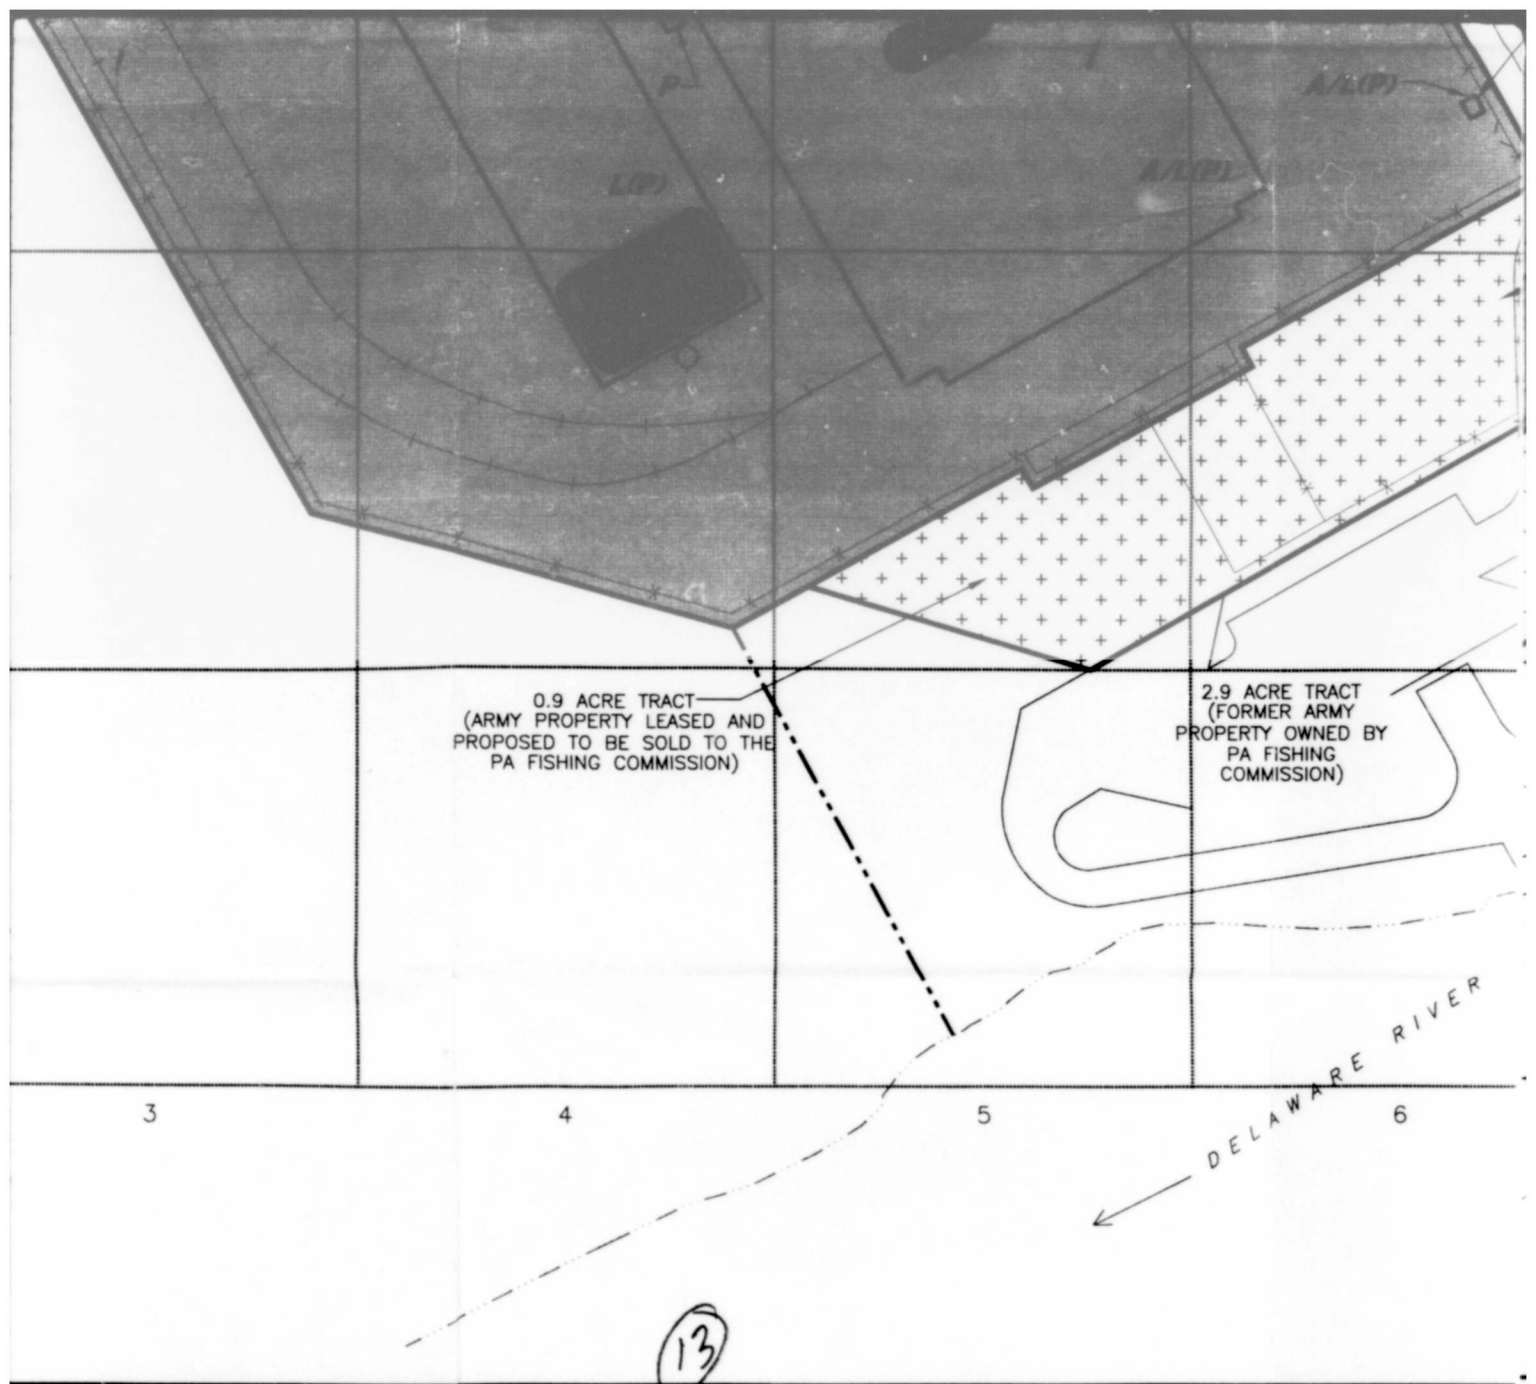 P
A/L(P)
L(P)
A/L(P)
0.9 ACRE TRACT
(ARMY PROPERTY LEASED AND
PROPOSED TO BE SOLD TO THE
PA FISHING COMMISSION)
2.9 ACRE TRACT
(FORMER ARMY
PROPERTY OWNED BY
PA FISHING
COMMISSION)
DELAWARE RIVER
3
4
5
6
13